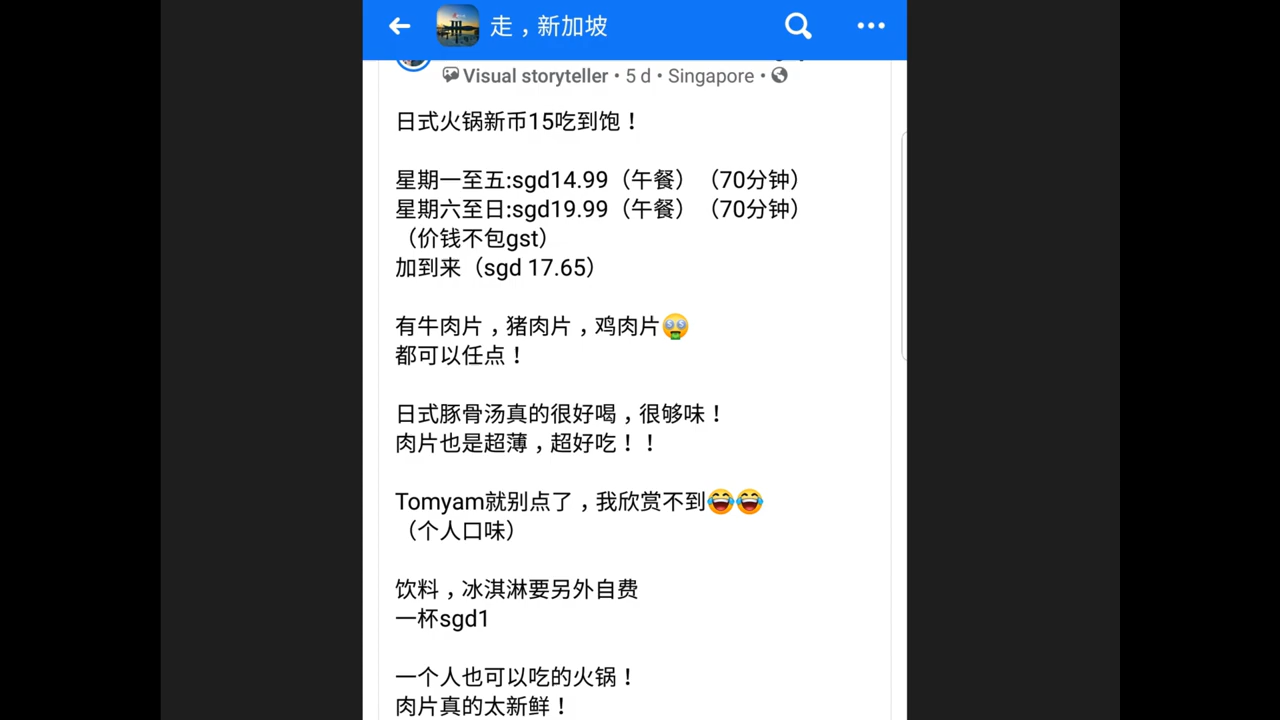 走，新加坡
Visual storyteller • 5 d • Singapore •
日式火锅新币15吃到饱！
星期一至五:sgd14.99（午餐）（70分钟）
星期六至日:sgd19.99（午餐）（70分钟）
（价钱不包gst）
加到来（sgd 17.65）
有牛肉片，猪肉片，鸡肉片🤑
都可以任点！
日式豚骨汤真的很好喝，很够味！
肉片也是超薄，超好吃！！
Tomyam就别点了，我欣赏不到😂😂
（个人口味）
饮料，冰淇淋要另外自费
一杯sgd1
一个人也可以吃的火锅！
肉片真的太新鲜！